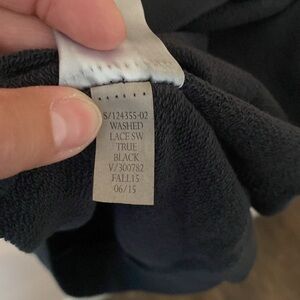 S/124355-02
WASHED
LACE SW
TRUE
BLACK
V/300782
FALL15
06/15